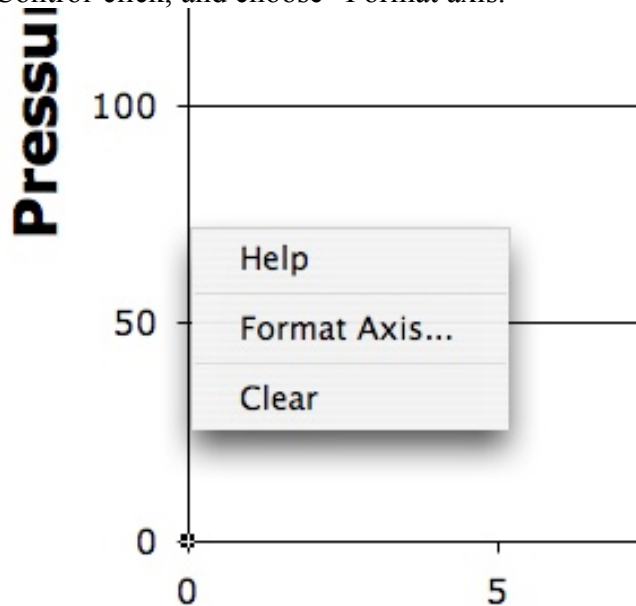 Control-click, and choose "Format axis."
Pressu
100
Help
50
Format Axis...
Clear
0
0
5